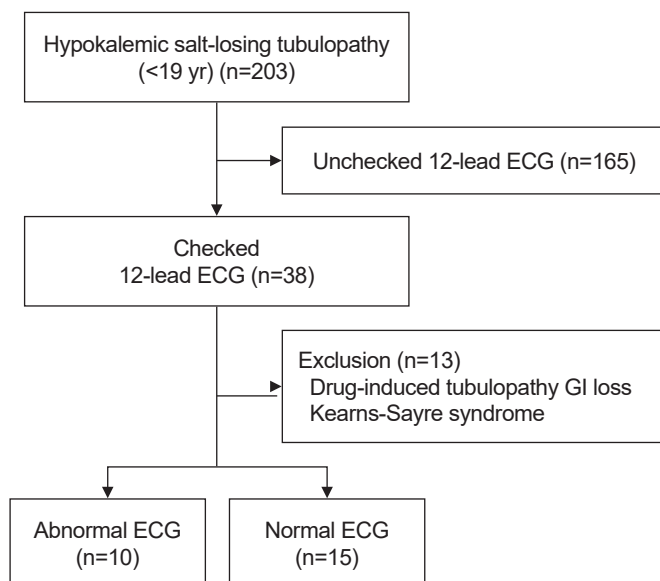 Hypokalemic salt-losing tubulopathy
(<19 yr) (n=203)
Unchecked 12-lead ECG (n=165)
Checked
12-lead ECG (n=38)
Exclusion (n=13)
Drug-induced tubulopathy GI loss
Kearns-Sayre syndrome
Abnormal ECG
(n=10)
Normal ECG
(n=15)